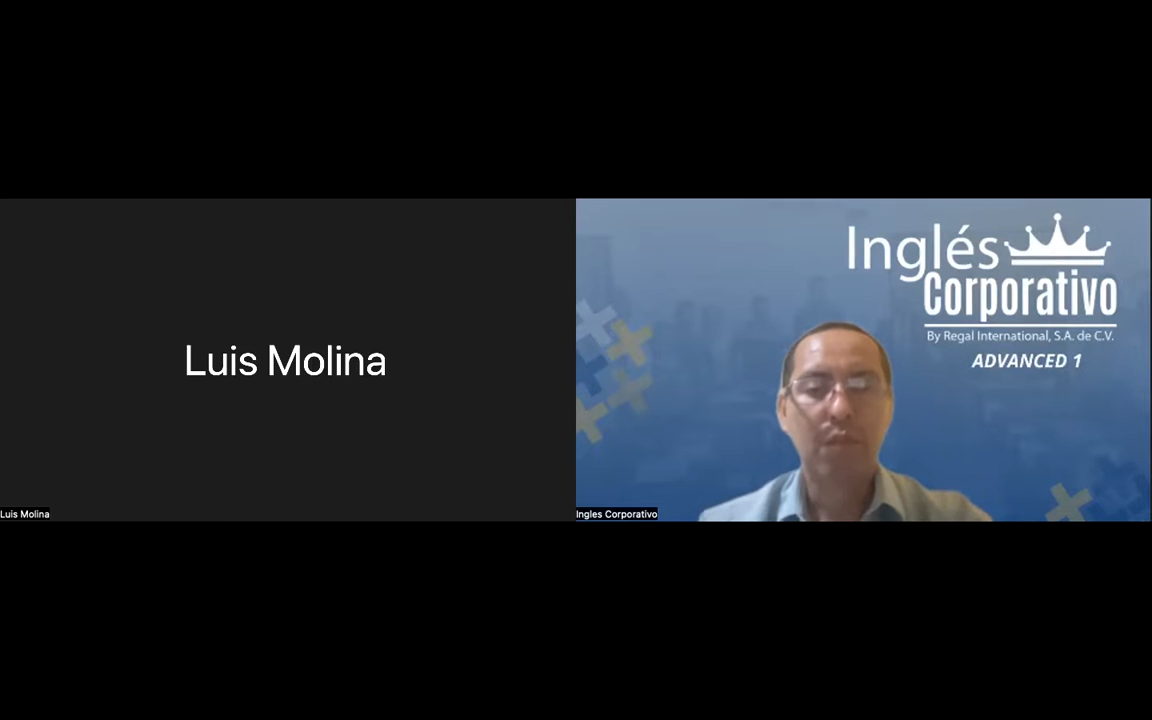 Luis Molina
Luis Molina
Inglés
Corporativo
By Regal International, S.A. de C.V.
ADVANCED 1
Ingles Corporativo